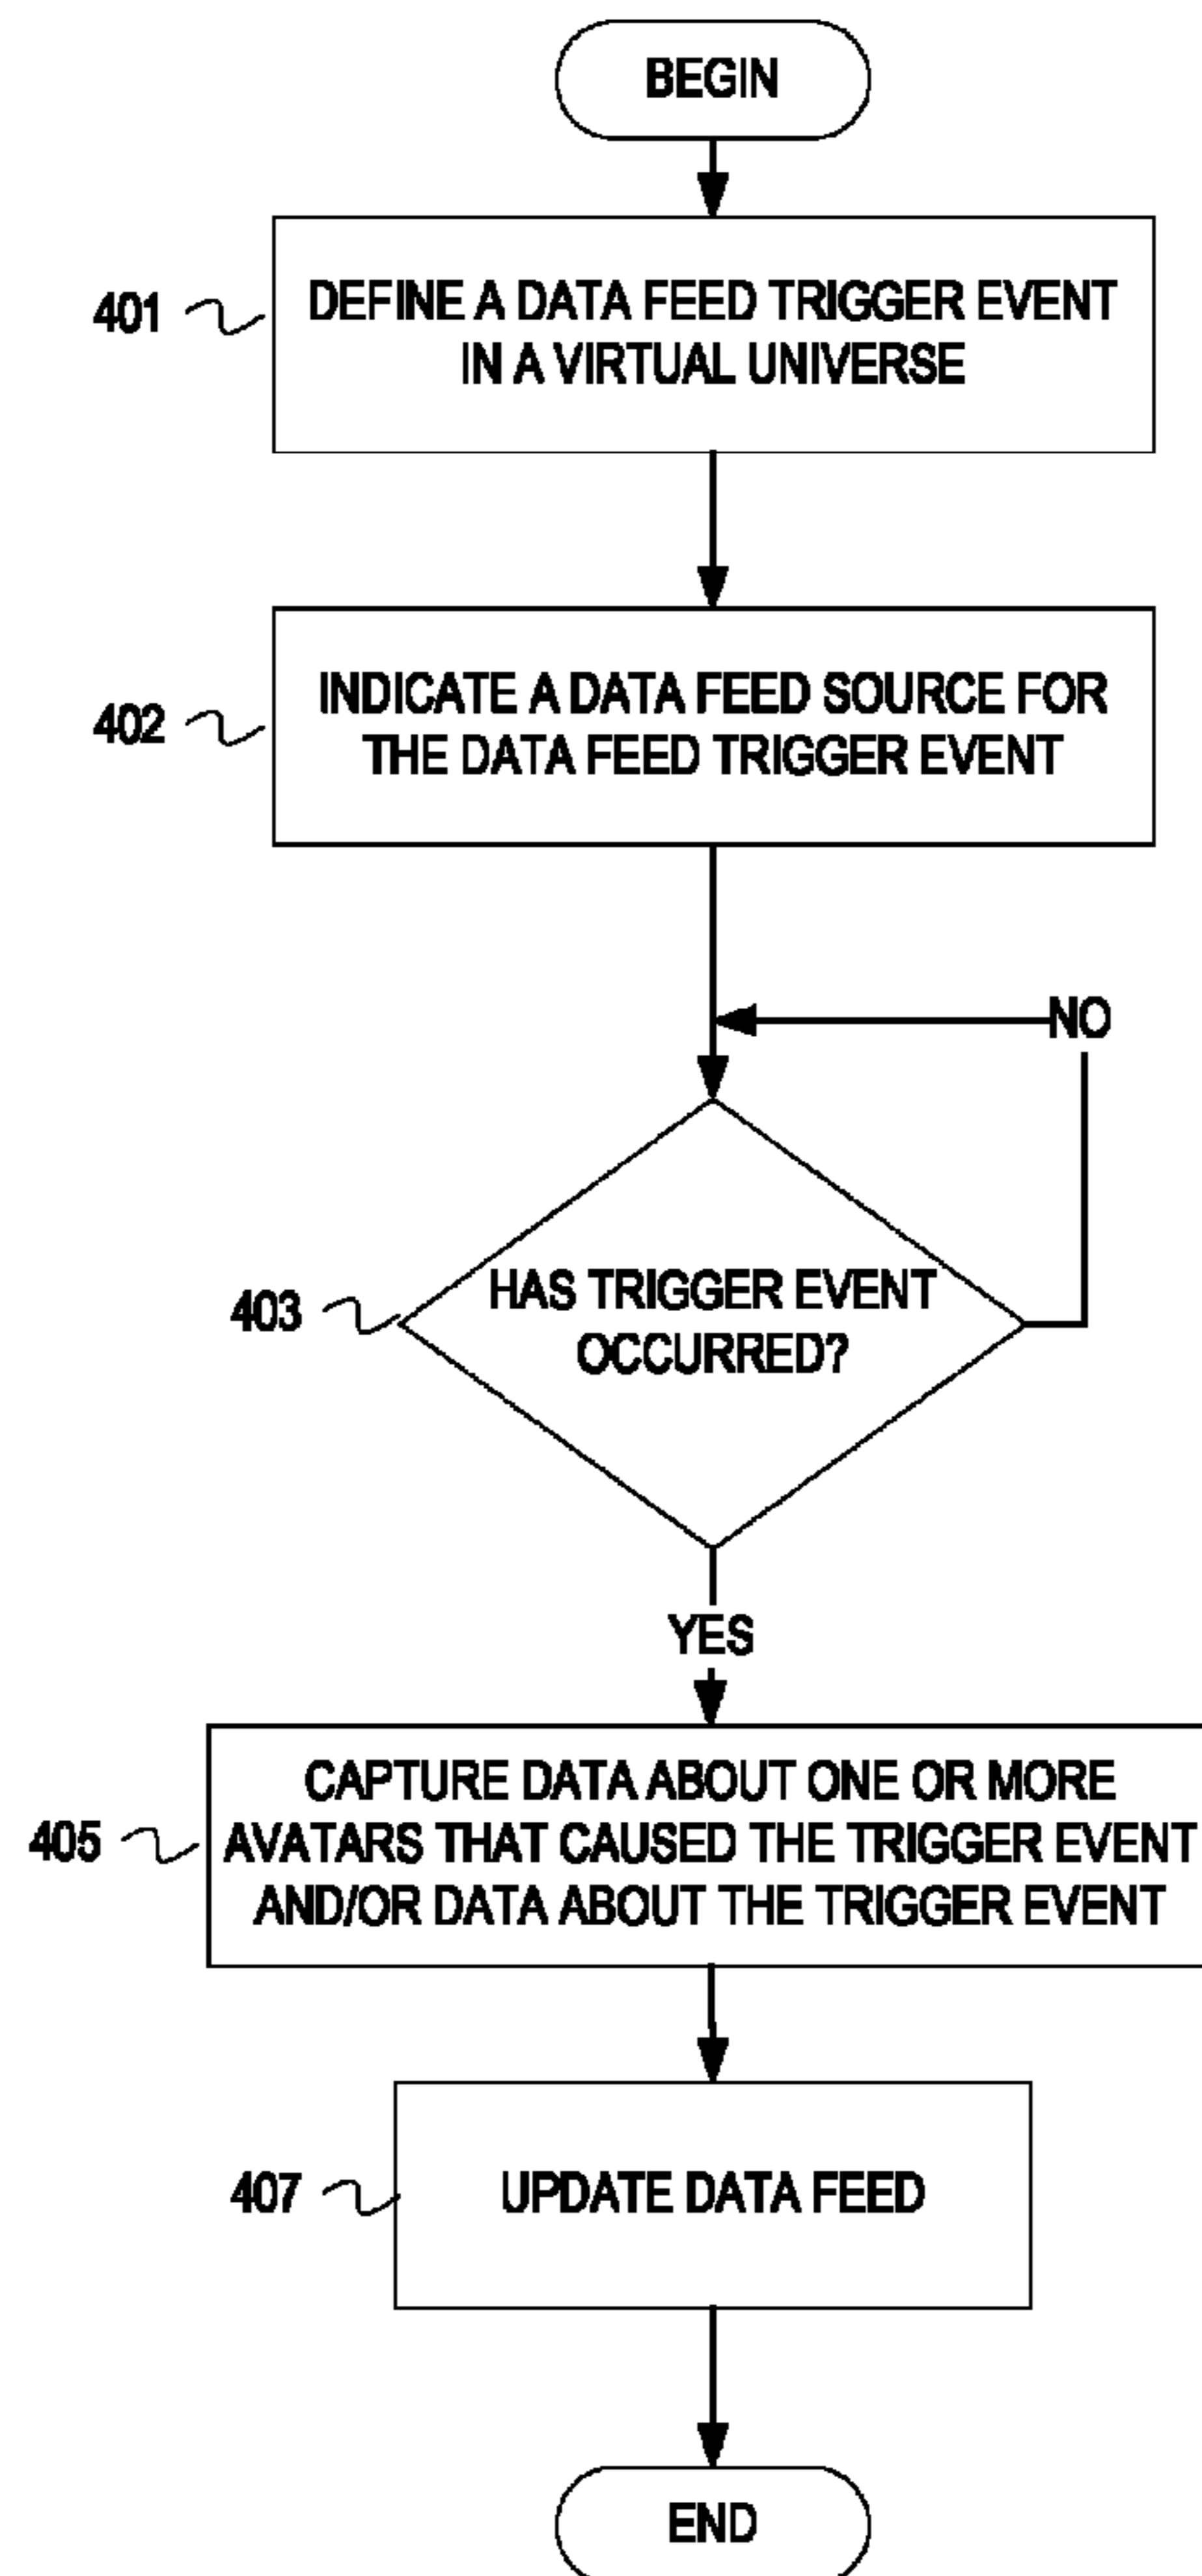 BEGIN
401
DEFINE A DATA FEED TRIGGER EVENT
IN A VIRTUAL UNIVERSE
402
INDICATE A DATA FEED SOURCE FOR
THE DATA FEED TRIGGER EVENT
NO
403
HAS TRIGGER EVENT
OCCURRED?
YES
405
CAPTURE DATA ABOUT ONE OR MORE
AVATARS THAT CAUSED THE TRIGGER EVENT
AND/OR DATA ABOUT THE TRIGGER EVENT
407
UPDATE DATA FEED
END